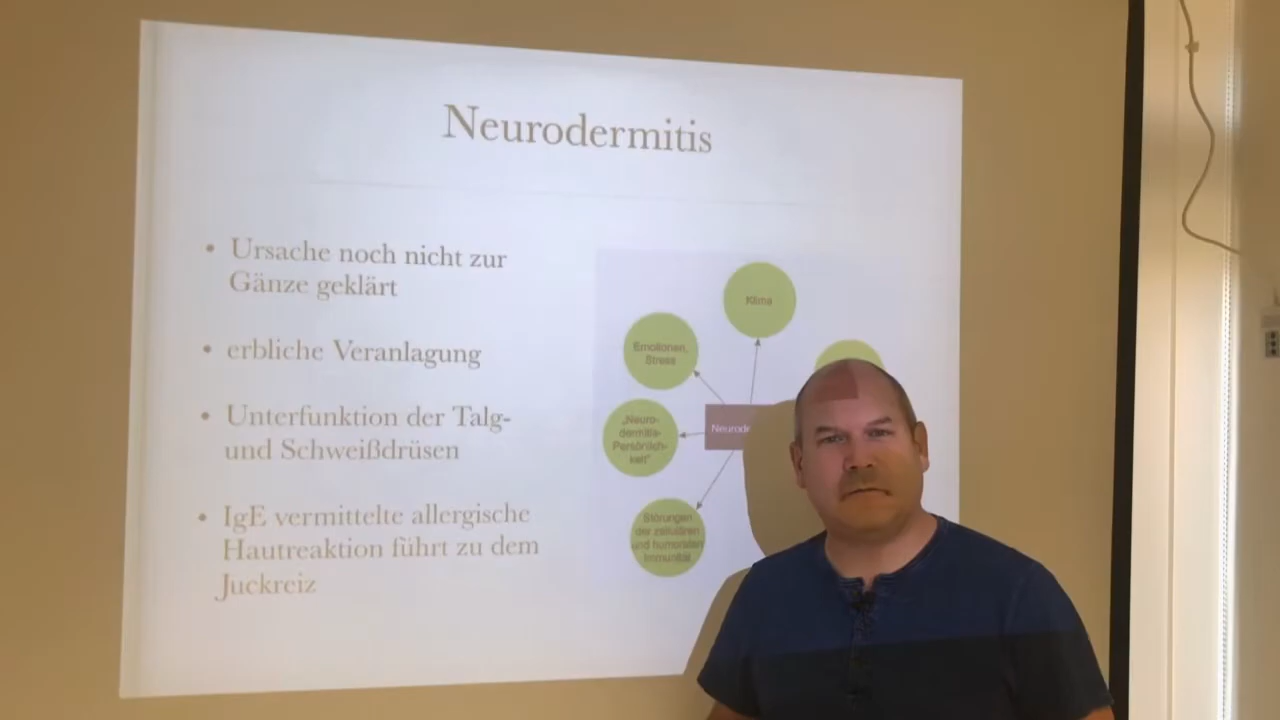 Neurodermitis
• Ursache noch nicht zur
Gänze geklärt
• erbliche Veranlagung
• Unterfunktion der Talg-
und Schweißdrüsen
• IgE vermittelte allergische
Hautreaktion führt zu dem
Juckreiz
Klima
Emotionen,
Stress
„Neuro-
dermitis-
Persönlich-
keit"
Störungen
der zellulären
und humoralen
Immunität